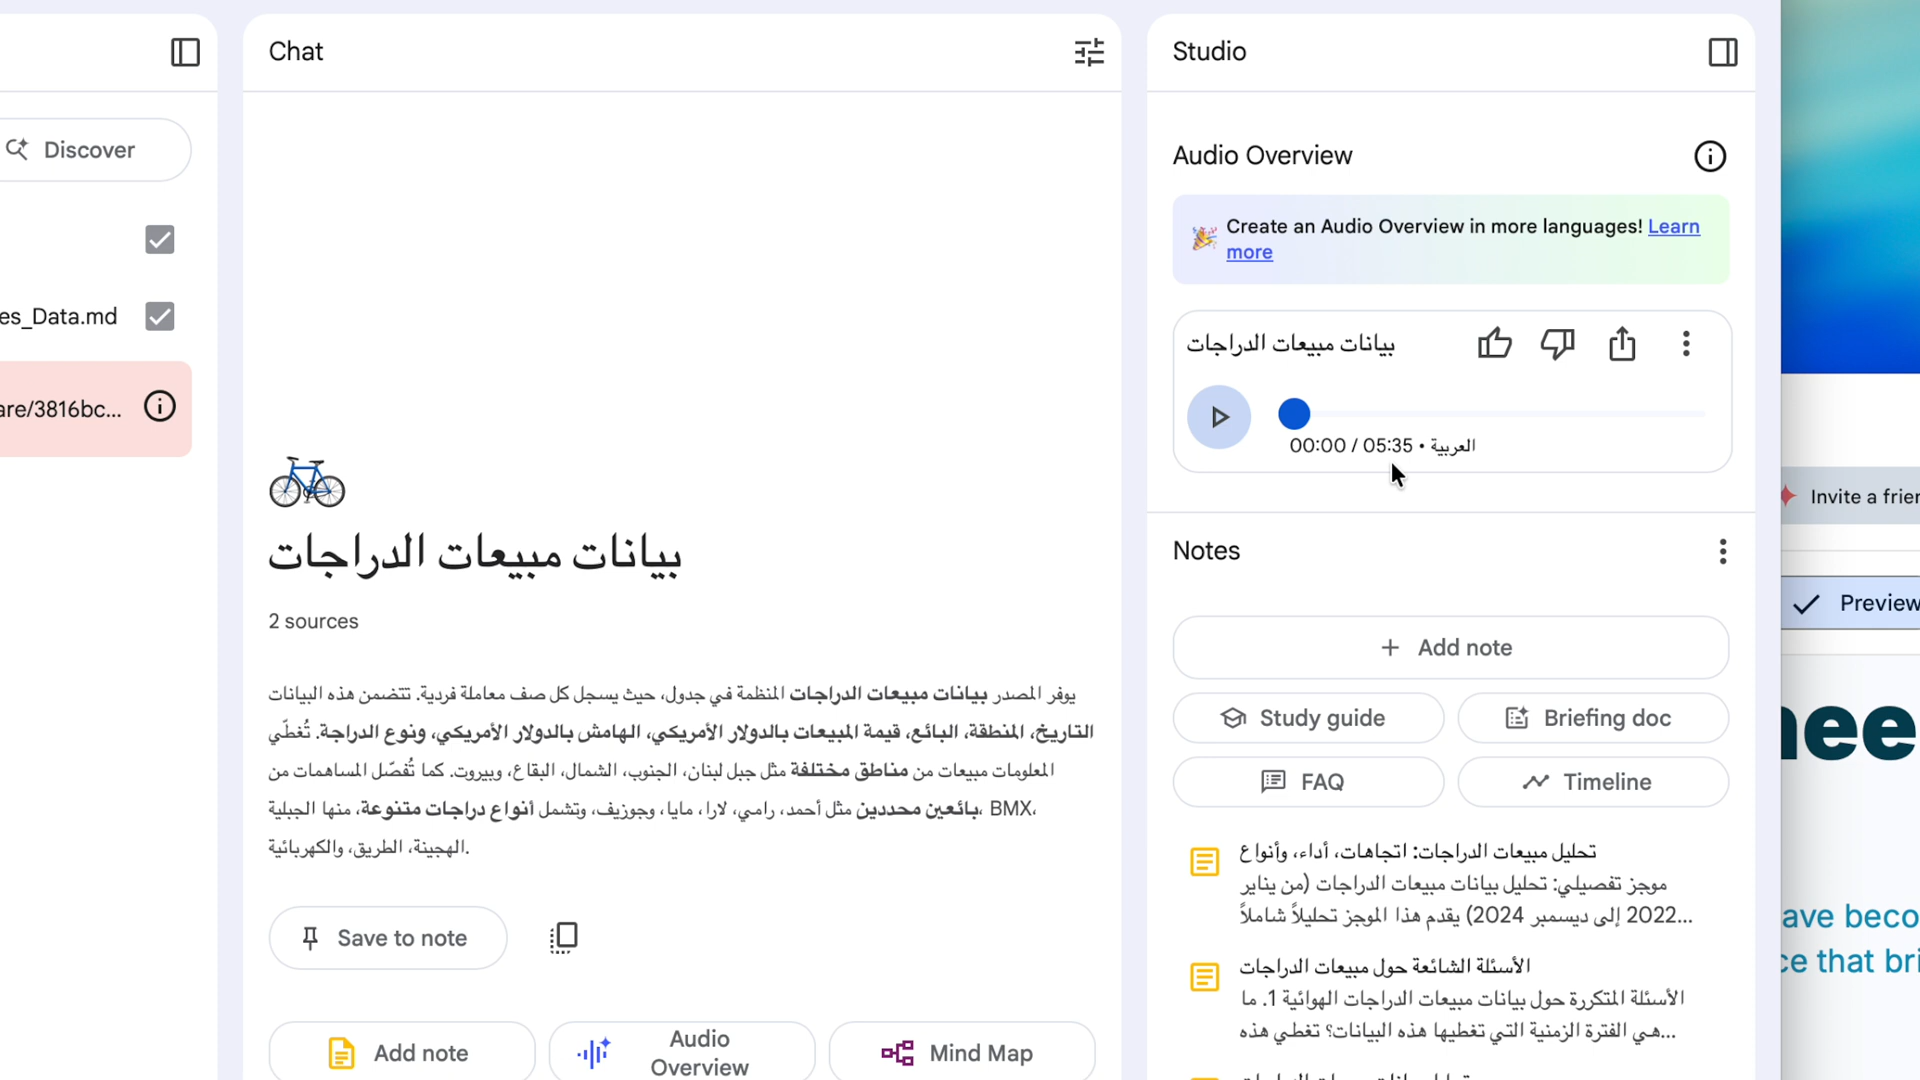 Discover
es_Data.md
are/3816bc...
Chat
بيانات مبيعات الدراجات
2 sources
يوفر المصدر بيانات مبيعات الدراجات المنظمة في جدول، حيث يسجل كل صف معاملة فردية. تتضمن هذه البيانات
التاريخ، المنطقة، البائع، قيمة المبيعات بالدولار الأمريكي، الهامش بالدولار الأمريكي، ونوع الدراجة. تُغطّي
المعلومات مبيعات من مناطق مختلفة مثل جبل لبنان، الجنوب، الشمال، البقاع، وبيروت. كما تُفصّل المساهمات من
بائعين محددين مثل أحمد، رامي، لارا، مايا، وجوزيف، وتشمل أنواع دراجات متنوعة، منها الجبلية، BMX،
الهجينة، الطريق، والكهربائية.
Save to note
Add note
Audio Overview
Mind Map
Studio
Audio Overview
Create an Audio Overview in more languages! Learn
more
بيانات مبيعات الدراجات
00:00 / 05:35 • العربية
Notes
+ Add note
Study guide
Briefing doc
FAQ
Timeline
تحليل مبيعات الدراجات: اتجاهات، أداء، وأنواع
موجز تفصيلي: تحليل بيانات مبيعات الدراجات (من يناير
2022 إلى ديسمبر 2024) يقدم هذا الموجز تحليلاً شاملاً...
الأسئلة الشائعة حول مبيعات الدراجات
الأسئلة المتكررة حول بيانات مبيعات الدراجات الهوائية 1. ما
هي الفترة الزمنية التي تغطيها هذه البيانات؟ تغطي هذه...
Invite a frie
Preview
nee
ave beco
ce that bri